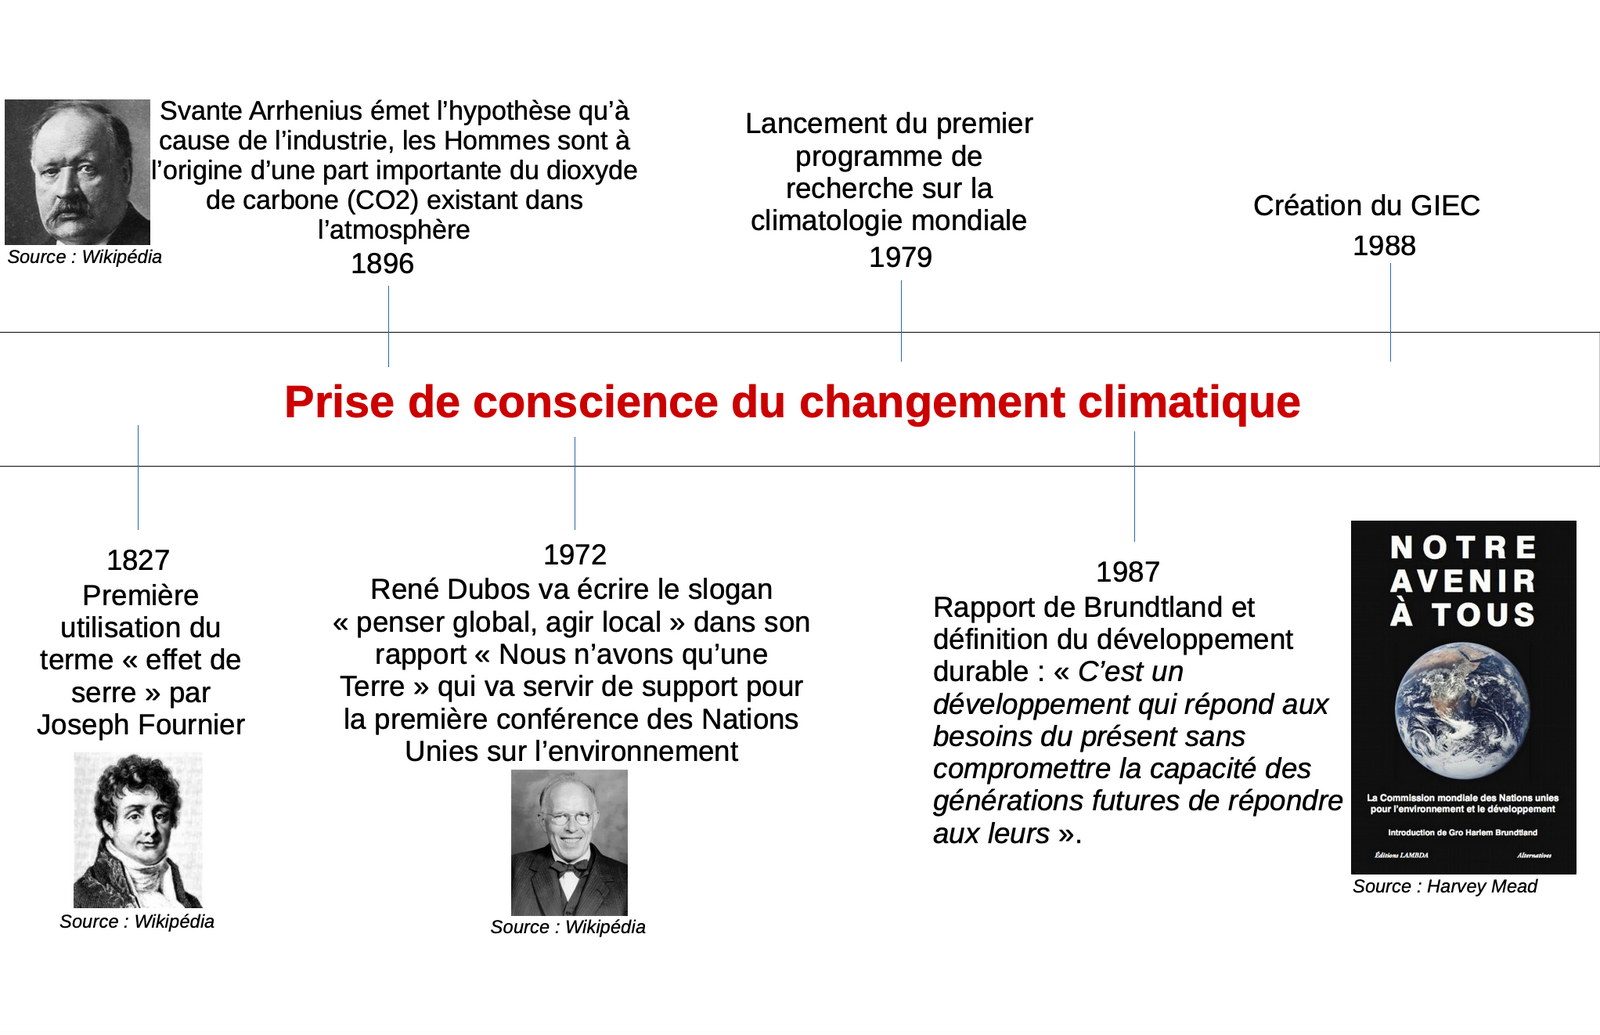 Svante Arrhenius émet l’hypothèse qu’à
cause de l’industrie, les Hommes sont à
l’origine d’une part importante du dioxyde
de carbone (CO2) existant dans
l’atmosphère
1896
Source : Wikipédia
Lancement du premier
programme de
recherche sur la
climatologie mondiale
1979
Création du GIEC
1988
Prise de conscience du changement climatique
1827
Première
utilisation du
terme « effet de
serre » par
Joseph Fournier
Source : Wikipédia
1972
René Dubos va écrire le slogan
« penser global, agir local » dans son
rapport « Nous n’avons qu’une
Terre » qui va servir de support pour
la première conférence des Nations
Unies sur l’environnement
Source : Wikipédia
1987
Rapport de Brundtland et
définition du développement
durable : « C’est un
développement qui répond aux
besoins du présent sans
compromettre la capacité des
générations futures de répondre
aux leurs ».
NOTRE
AVENIR
À TOUS
La Commission mondiale des Nations unies
pour l’environnement et le développement
Introduction de Gro Harlem Brundtland
Éditions LAMBDA
Alternatives
Source : Harvey Mead